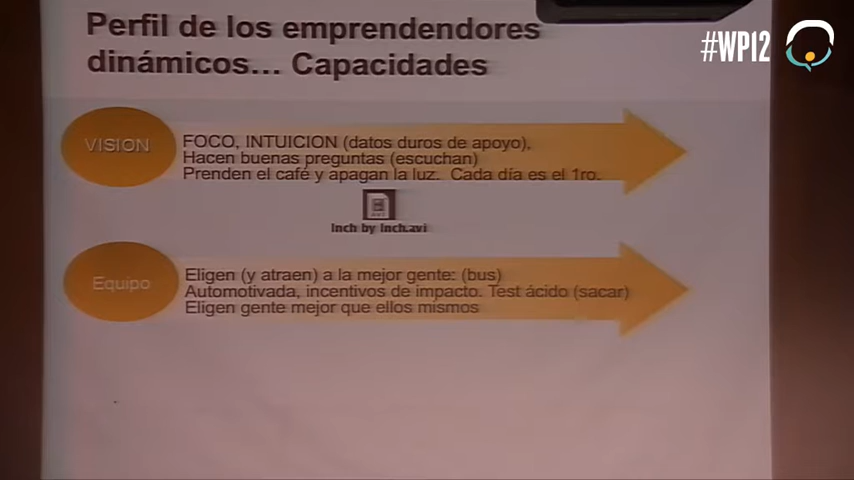 Perfil de los emprendendores
dinámicos... Capacidades
#WP12
VISION
FOCO, INTUICION (datos duros de apoyo),
Hacen buenas preguntas (escuchan)
Prenden el café y apagan la luz. Cada día es el 1ro.
Inch by Inch.avi
Equipo
Eligen (y atraen) a la mejor gente: (bus)
Automotivada, incentivos de impacto. Test ácido (sacar)
Eligen gente mejor que ellos mismos